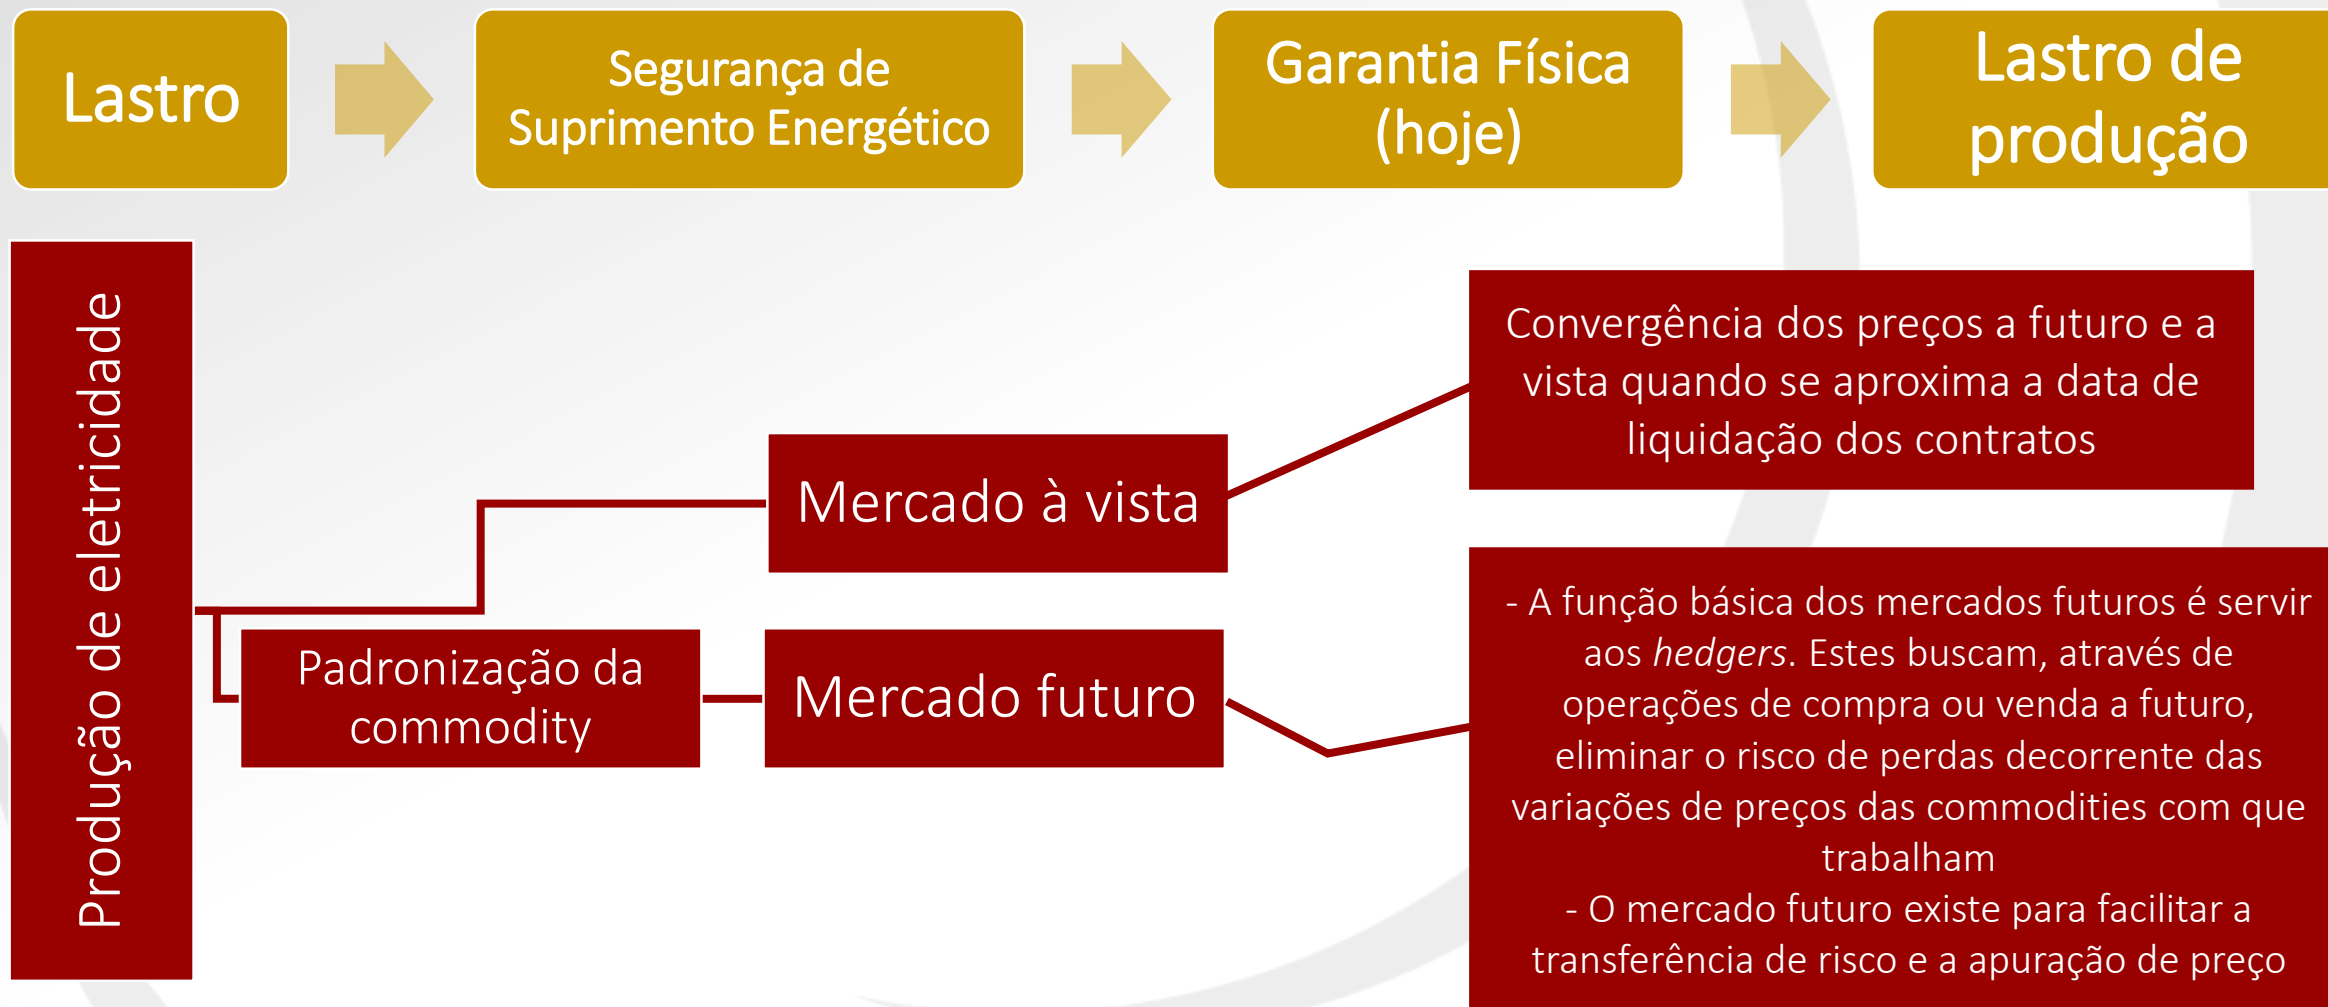 Lastro
Segurança de
Suprimento Energético
Garantia Física
(hoje)
Lastro de
produção
Produção de eletricidade
Mercado à vista
Convergência dos preços a futuro e a
vista quando se aproxima a data de
liquidação dos contratos
Padronização da
commodity
Mercado futuro
- A função básica dos mercados futuros é servir
aos hedgers. Estes buscam, através de
operações de compra ou venda a futuro,
eliminar o risco de perdas decorrente das
variações de preços das commodities com que
trabalham
- O mercado futuro existe para facilitar a
transferência de risco e a apuração de preço